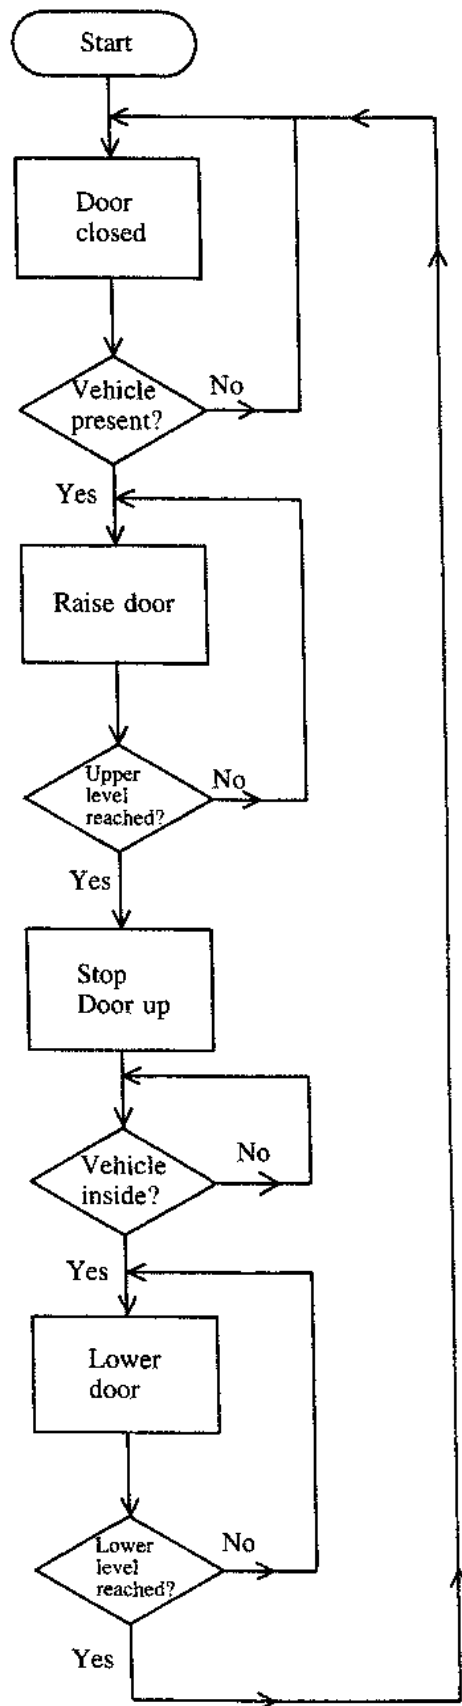 Start
Door
closed
Vehicle
present?
No
Yes
Raise door
Upper
level
reached?
No
Yes
Stop
Door up
Vehicle
inside?
No
Yes
Lower
door
Lower
level
reached?
No
Yes